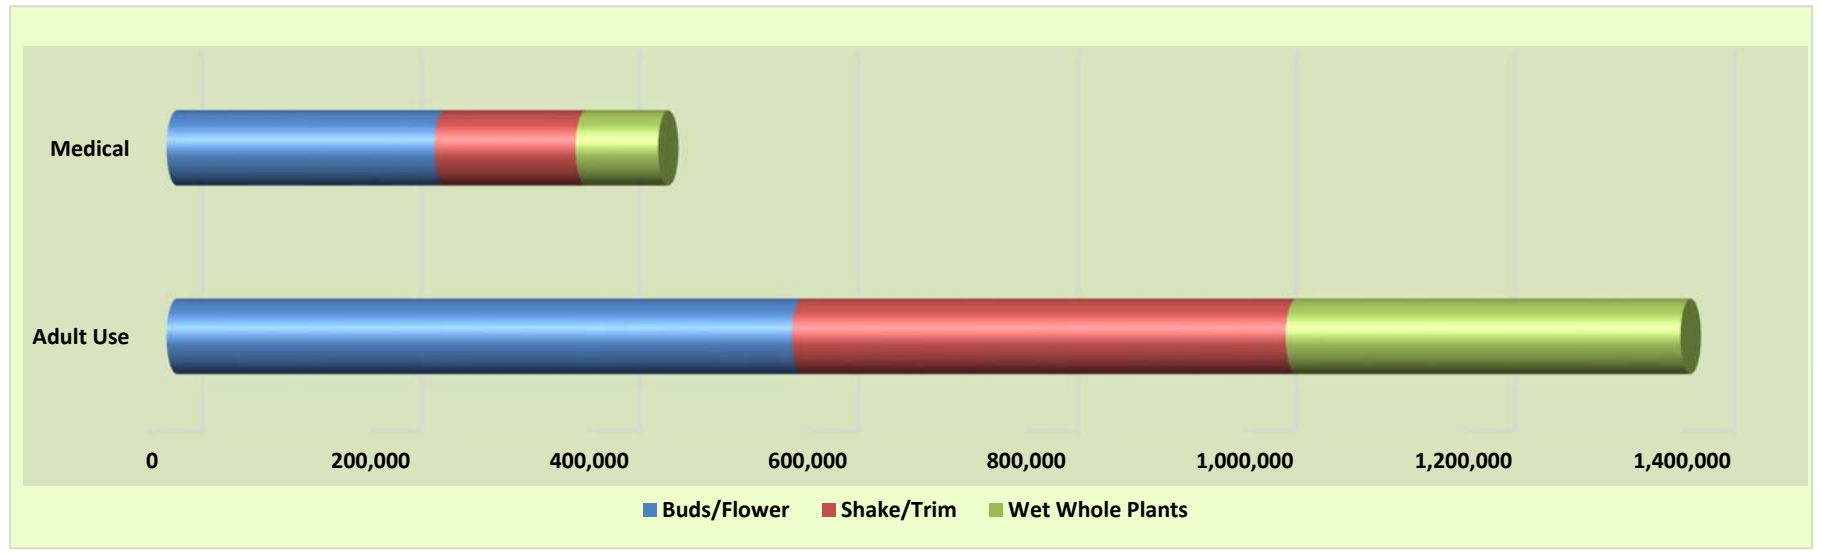 Medical
Adult Use
0 200,000 400,000 600,000 800,000 1,000,000 1,200,000 1,400,000
Buds/Flower Shake/Trim Wet Whole Plants